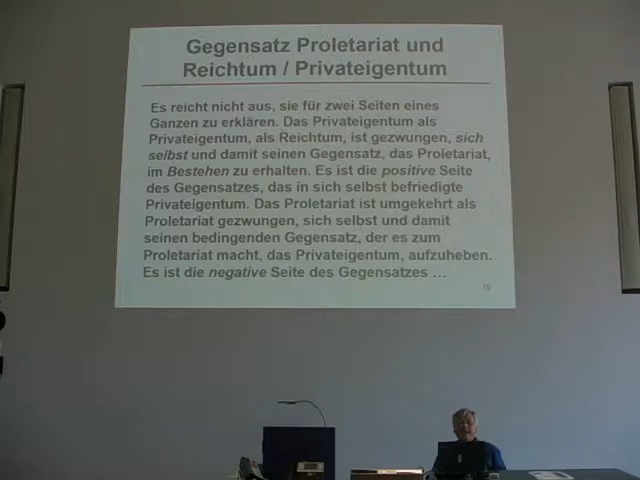 Gegensatz Proletariat und
Reichtum / Privateigentum
Es reicht nicht aus, sie für zwei Seiten eines
Ganzen zu erklären. Das Privateigentum als
Privateigentum, als Reichtum, ist gezwungen, sich
selbst und damit seinen Gegensatz, das Proletariat,
im Bestehen zu erhalten. Es ist die positive Seite
des Gegensatzes, das in sich selbst befriedigte
Privateigentum. Das Proletariat ist umgekehrt als
Proletariat gezwungen, sich selbst und damit
seinen bedingenden Gegensatz, der es zum
Proletariat macht, das Privateigentum, aufzuheben.
Es ist die negative Seite des Gegensatzes …